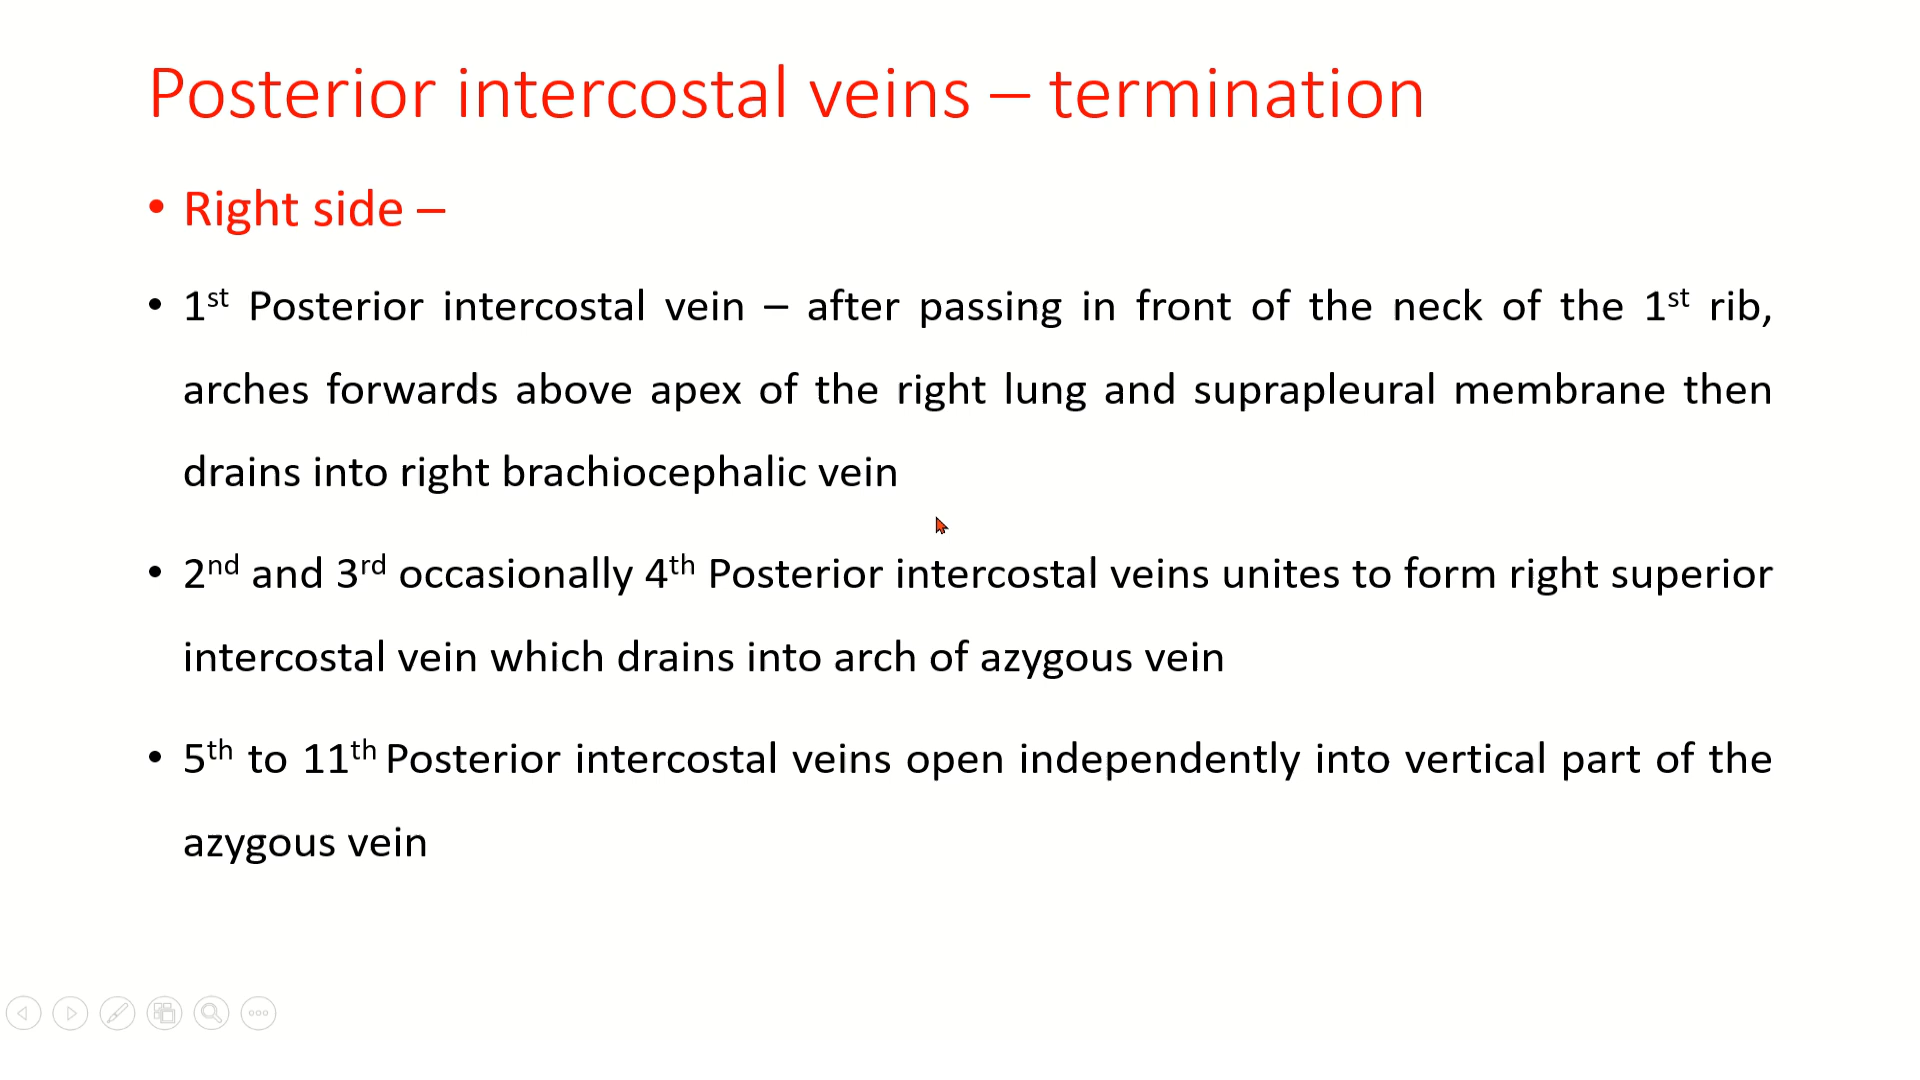 Posterior intercostal veins – termination
• Right side –
• 1st Posterior intercostal vein – after passing in front of the neck of the 1st rib,
arches forwards above apex of the right lung and suprapleural membrane then
drains into right brachiocephalic vein
• 2nd and 3rd occasionally 4th Posterior intercostal veins unites to form right superior
intercostal vein which drains into arch of azygous vein
• 5th to 11th Posterior intercostal veins open independently into vertical part of the
azygous vein